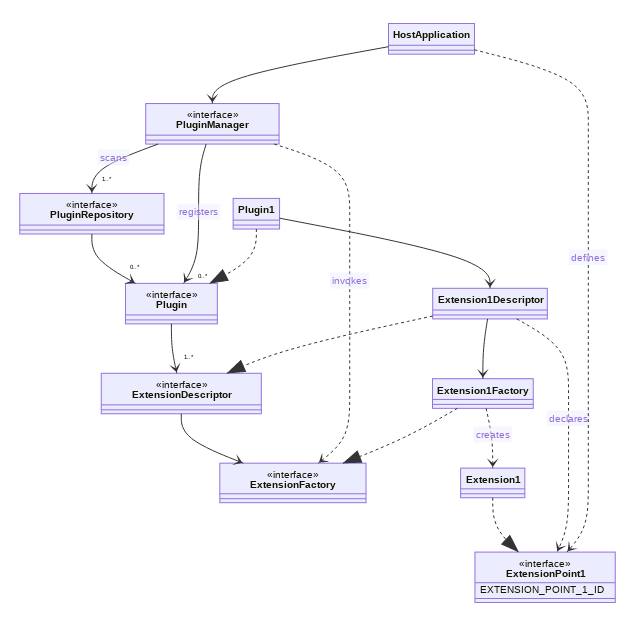 HostApplication
«interface»
PluginManager
scans
1..*
«interface»
PluginRepository
registers
Plugin1
defines
0..*
0..*
invokes
«interface»
Plugin
Extension1Descriptor
1..*
«interface»
ExtensionDescriptor
Extension1Factory
declares
creates
«interface»
ExtensionFactory
Extension1
«interface»
ExtensionPoint1
EXTENSION_POINT_1_ID